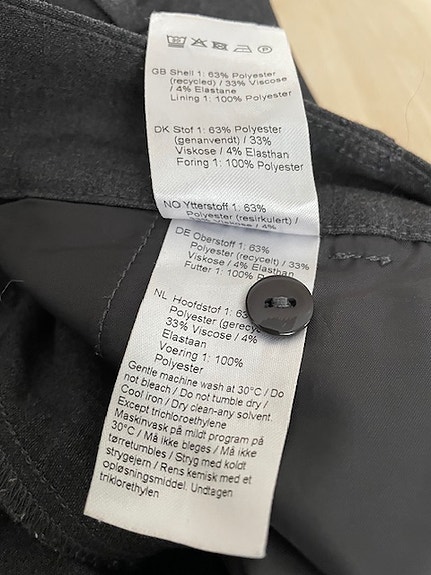 GB Shell 1: 63% Polyester
(recycled) / 33% Viscose
/ 4% Elastane
Lining 1: 100% Polyester
DK Stof 1: 63% Polyester
(genanvendt) / 33%
Viskose / 4% Elasthan
Foring 1: 100% Polyester
NO Ytterstoff 1: 63%
Polyester (resirkulert) /
33% Viskose / 4%
DE Oberstoff 1: 63%
Polyester (recycelt) / 33%
Viskose / 4% Elasthan
Futter 1: 100%
NL Hoofdstof 1:
Polyester
33% Viscose / 4%
Elastaan
Voering 1: 100%
Polyester
Gentle machine wash at 30°C / Do
not bleach / Do not tumble dry /
Cool iron / Dry clean-any solvent.
Except trichloroethylene
Maskinvask på mildt program på
30°C / Må ikke bleges / Må ikke
tørretumbles / Stryg med koldt
strygejern / Rens kemisk med et
opløsningsmiddel. Undtagen
triklorethylen